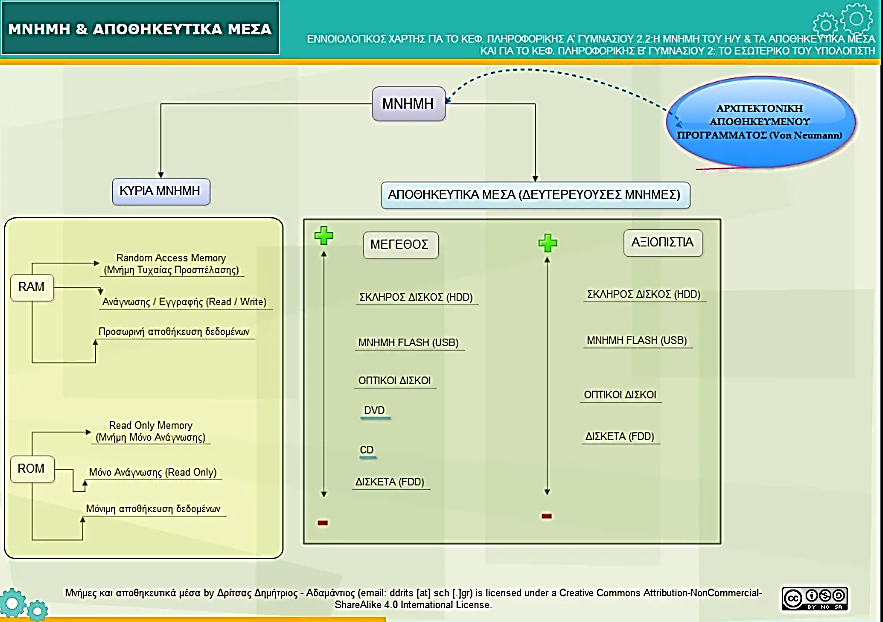 ΜΝΗΜΗ & ΑΠΟΘΗΚΕΥΤΙΚΑ ΜΕΣΑ
ΕΝΝΟΙΟΛΟΓΙΚΟΣ ΧΑΡΤΗΣ ΓΙΑ ΤΟ ΚΕΦ. ΠΛΗΡΟΦΟΡΙΚΗΣ Α' ΓΥΜΝΑΣΙΟΥ 2.2:Η ΜΝΗΜΗ ΤΟΥ Η/Υ & ΤΑ ΑΠΟΘΗΚΕΥΤΙΚΑ ΜΕΣΑ
ΚΑΙ ΓΙΑ ΤΟ ΚΕΦ. ΠΛΗΡΟΦΟΡΙΚΗΣ Β' ΓΥΜΝΑΣΙΟΥ 2: ΤΟ ΕΣΩΤΕΡΙΚΟ ΤΟΥ ΥΠΟΛΟΓΙΣΤΗ
ΜΝΗΜΗ
ΑΡΧΙΤΕΚΤΟΝΙΚΗ
ΑΠΟΘΗΚΕΥΜΕΝΟΥ
ΠΡΟΓΡΑΜΜΑΤΟΣ (Von Neumann)
ΚΥΡΙΑ ΜΝΗΜΗ
ΑΠΟΘΗΚΕΥΤΙΚΑ ΜΕΣΑ (ΔΕΥΤΕΡΕΥΟΥΣΕΣ ΜΝΗΜΕΣ)
RAM
Random Access Memory
(Μνήμη Τυχαίας Προσπέλασης)
Ανάγνωσης / Εγγραφής (Read / Write)
Προσωρινή αποθήκευση δεδομένων
ROM
Read Only Memory
(Μνήμη Μόνο Ανάγνωσης)
Μόνο Ανάγνωσης (Read Only)
Μόνιμη αποθήκευση δεδομένων
ΜΕΓΕΘΟΣ
ΣΚΛΗΡΟΣ ΔΙΣΚΟΣ (HDD)
ΜΝΗΜΗ FLASH (USB)
ΟΠΤΙΚΟΙ ΔΙΣΚΟΙ
DVD
CD
ΔΙΣΚΕΤΑ (FDD)
ΑΞΙΟΠΙΣΤΙΑ
ΣΚΛΗΡΟΣ ΔΙΣΚΟΣ (HDD)
ΜΝΗΜΗ FLASH (USB)
ΟΠΤΙΚΟΙ ΔΙΣΚΟΙ
ΔΙΣΚΕΤΑ (FDD)
Μνήμες και αποθηκευτικά μέσα by Δρίτσας Δημήτριος - Αδαμάντιος (email: ddrits [at] sch [.]gr) is licensed under a Creative Commons Attribution-NonCommercial-
ShareAlike 4.0 International License.
cc
BY NC SA